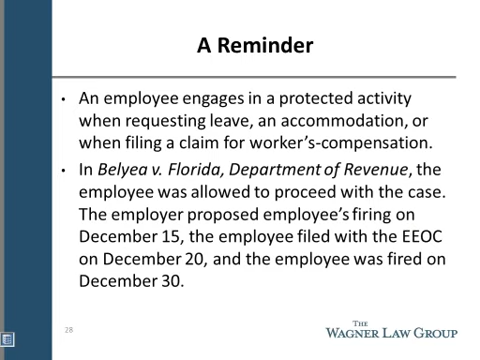 A Reminder
• An employee engages in a protected activity
when requesting leave, an accommodation, or
when filing a claim for worker's-compensation.
• In Belyea v. Florida, Department of Revenue, the
employee was allowed to proceed with the case.
The employer proposed employee's firing on
December 15, the employee filed with the EEOC
on December 20, and the employee was fired on
December 30.
28
THE
WAGNER LAW GROUP